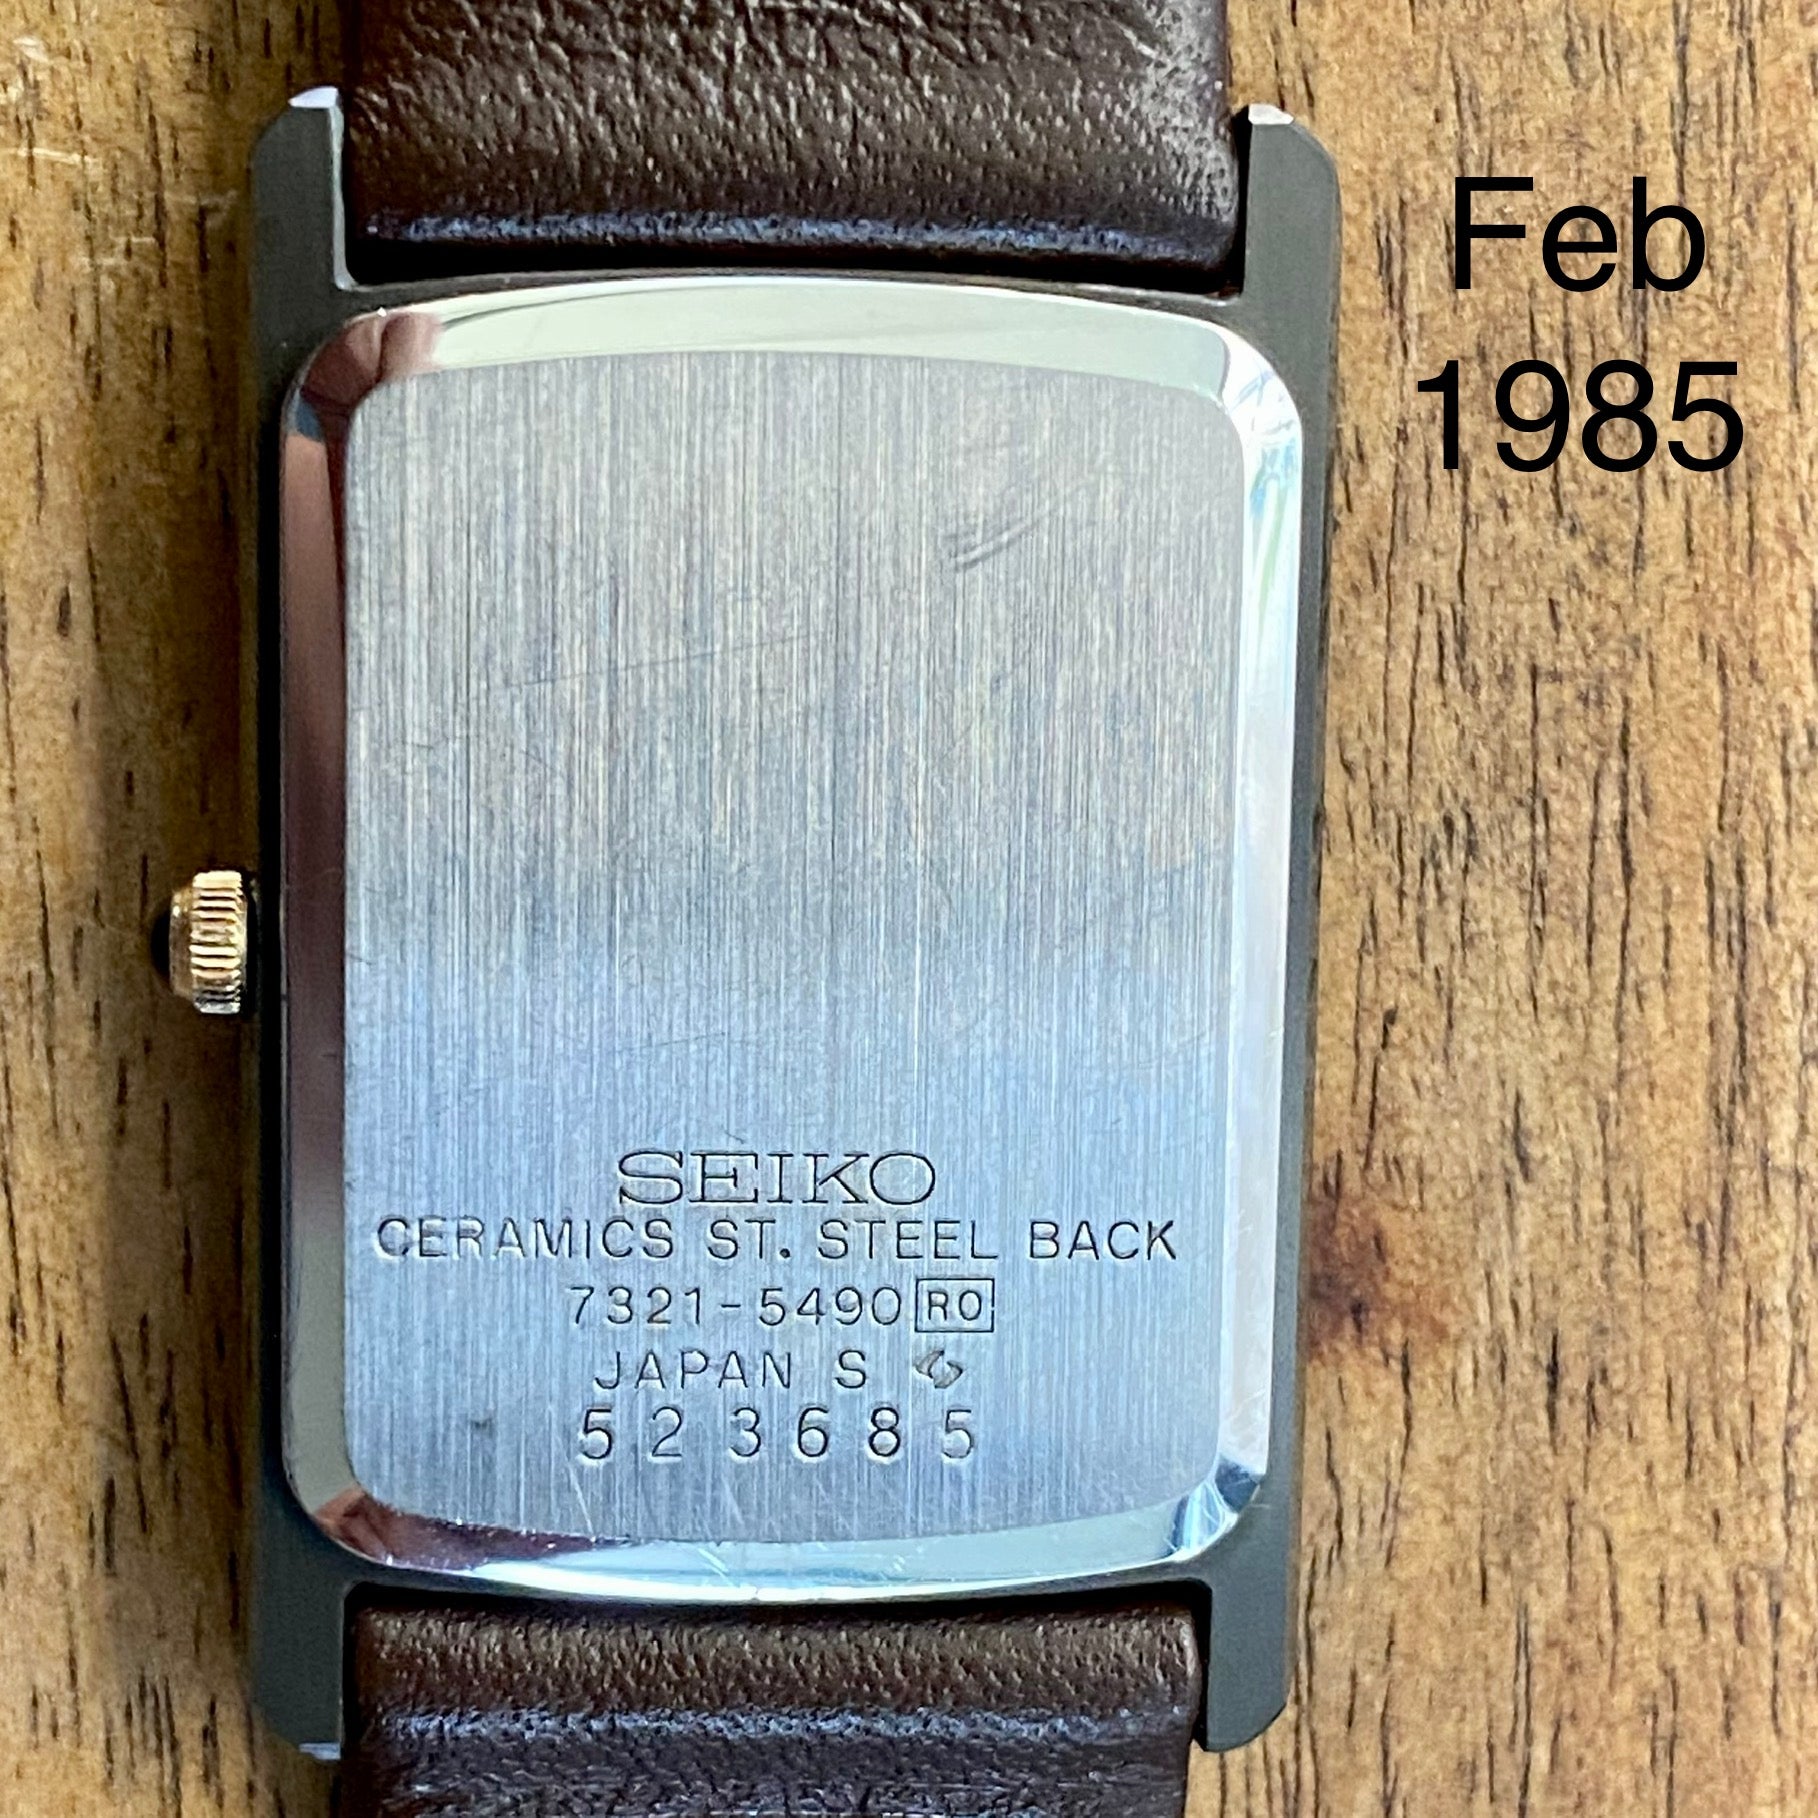 Feb
1985
SEIKO
CERAMICS ST. STEEL BACK
7321-5490 RO
JAPAN S
523685